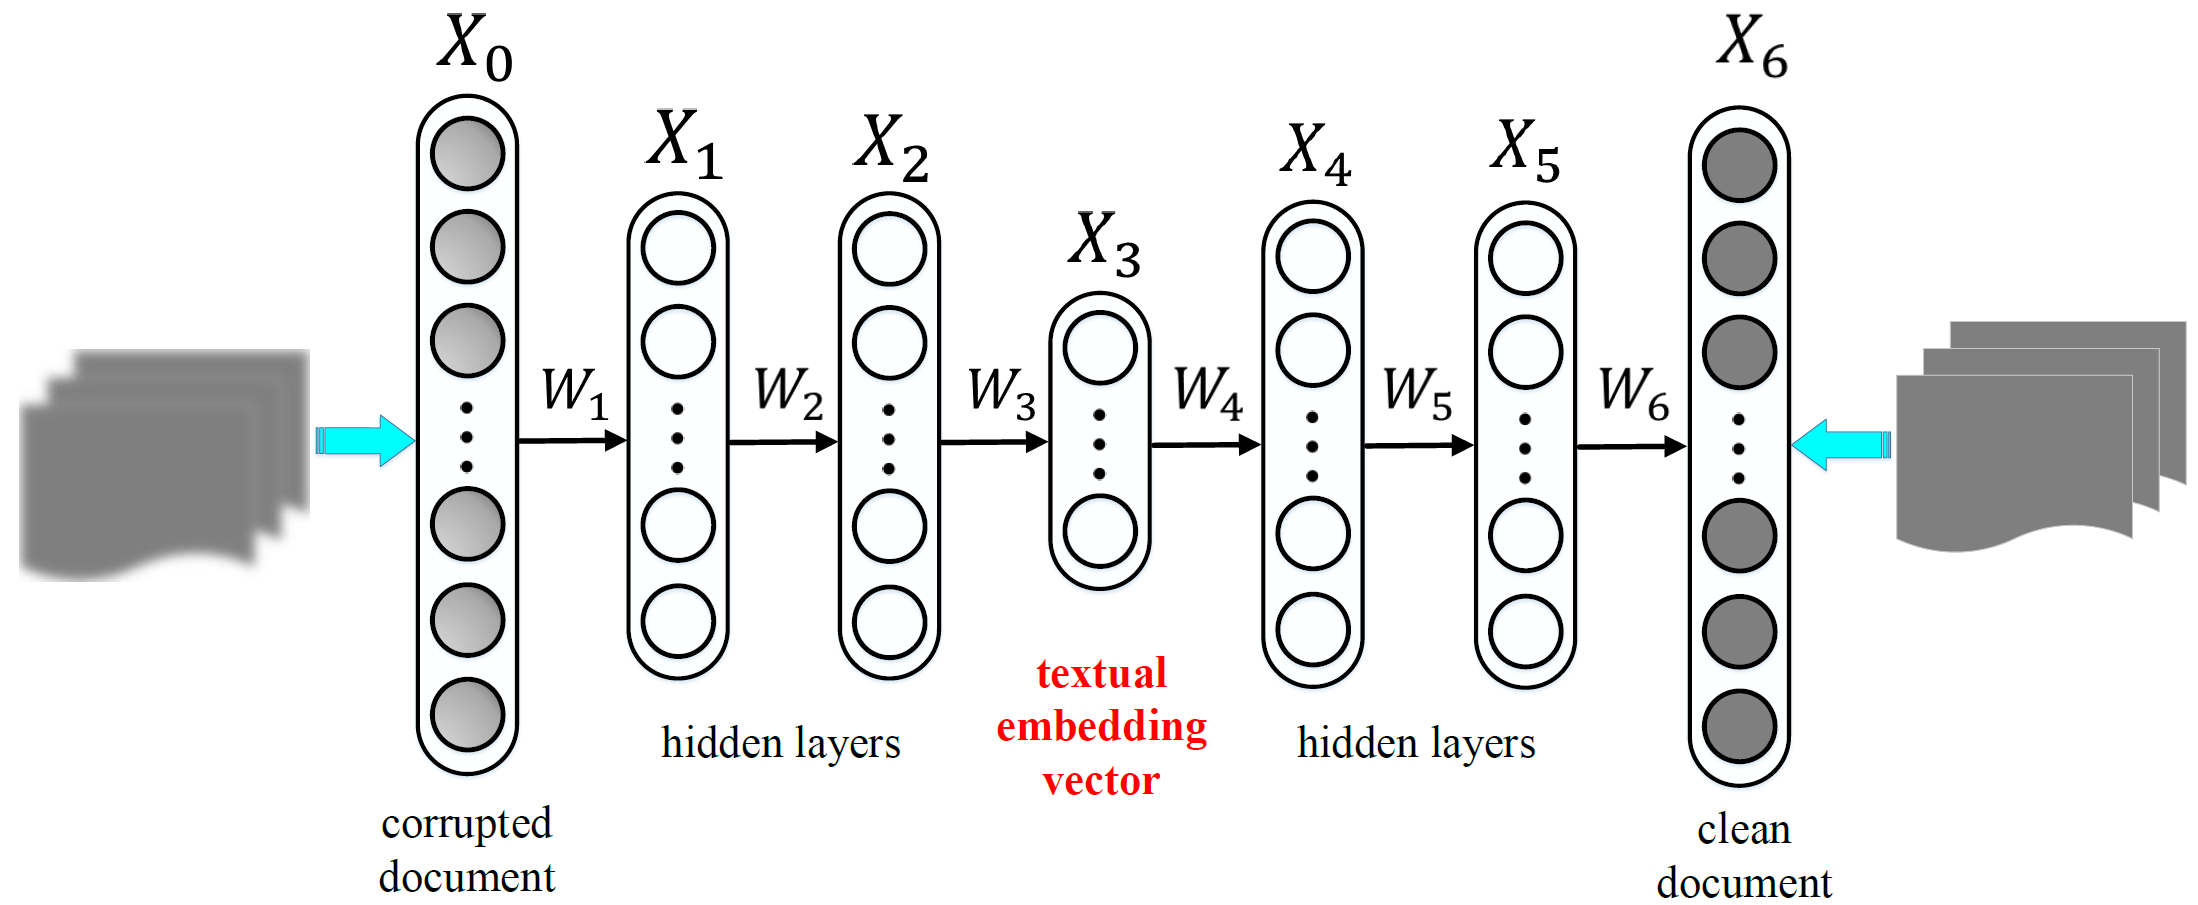 X₀
X₁
X₂
X₃
X₄
X₅
X₆
W₁
W₂
W₃
W₄
W₅
W₆
hidden layers
textual
embedding
vector
hidden layers
corrupted
document
clean
document